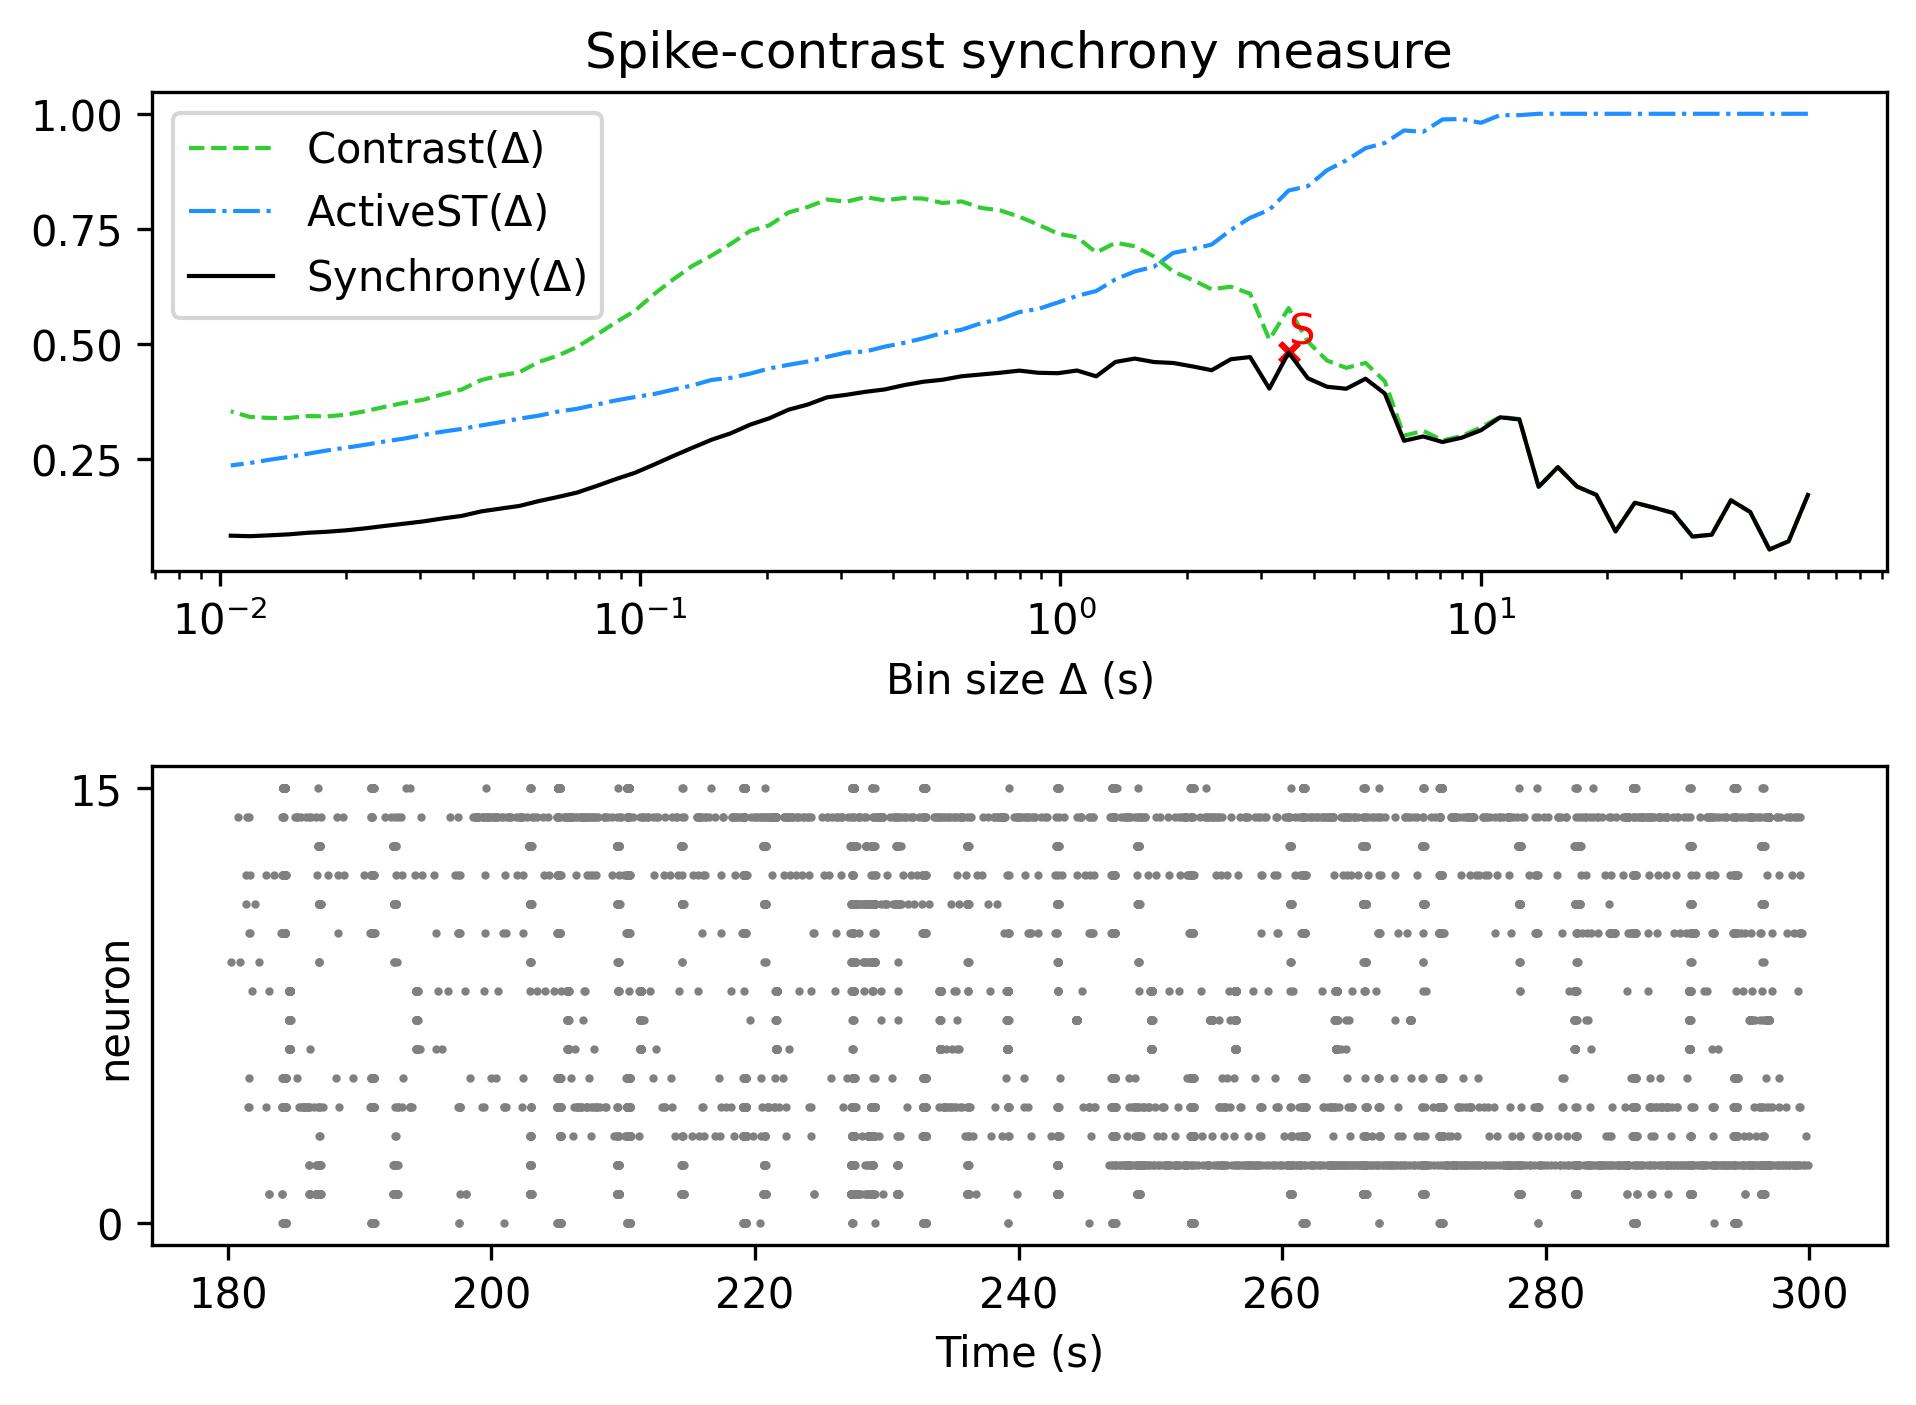 Spike-contrast synchrony measure
1.00
0.75
0.50
0.25
Contrast(Δ)
ActiveST(Δ)
Synchrony(Δ)
S
10⁻² 10⁻¹ 10⁰ 10¹
Bin size Δ (s)
15
0
neuron
180 200 220 240 260 280 300
Time (s)